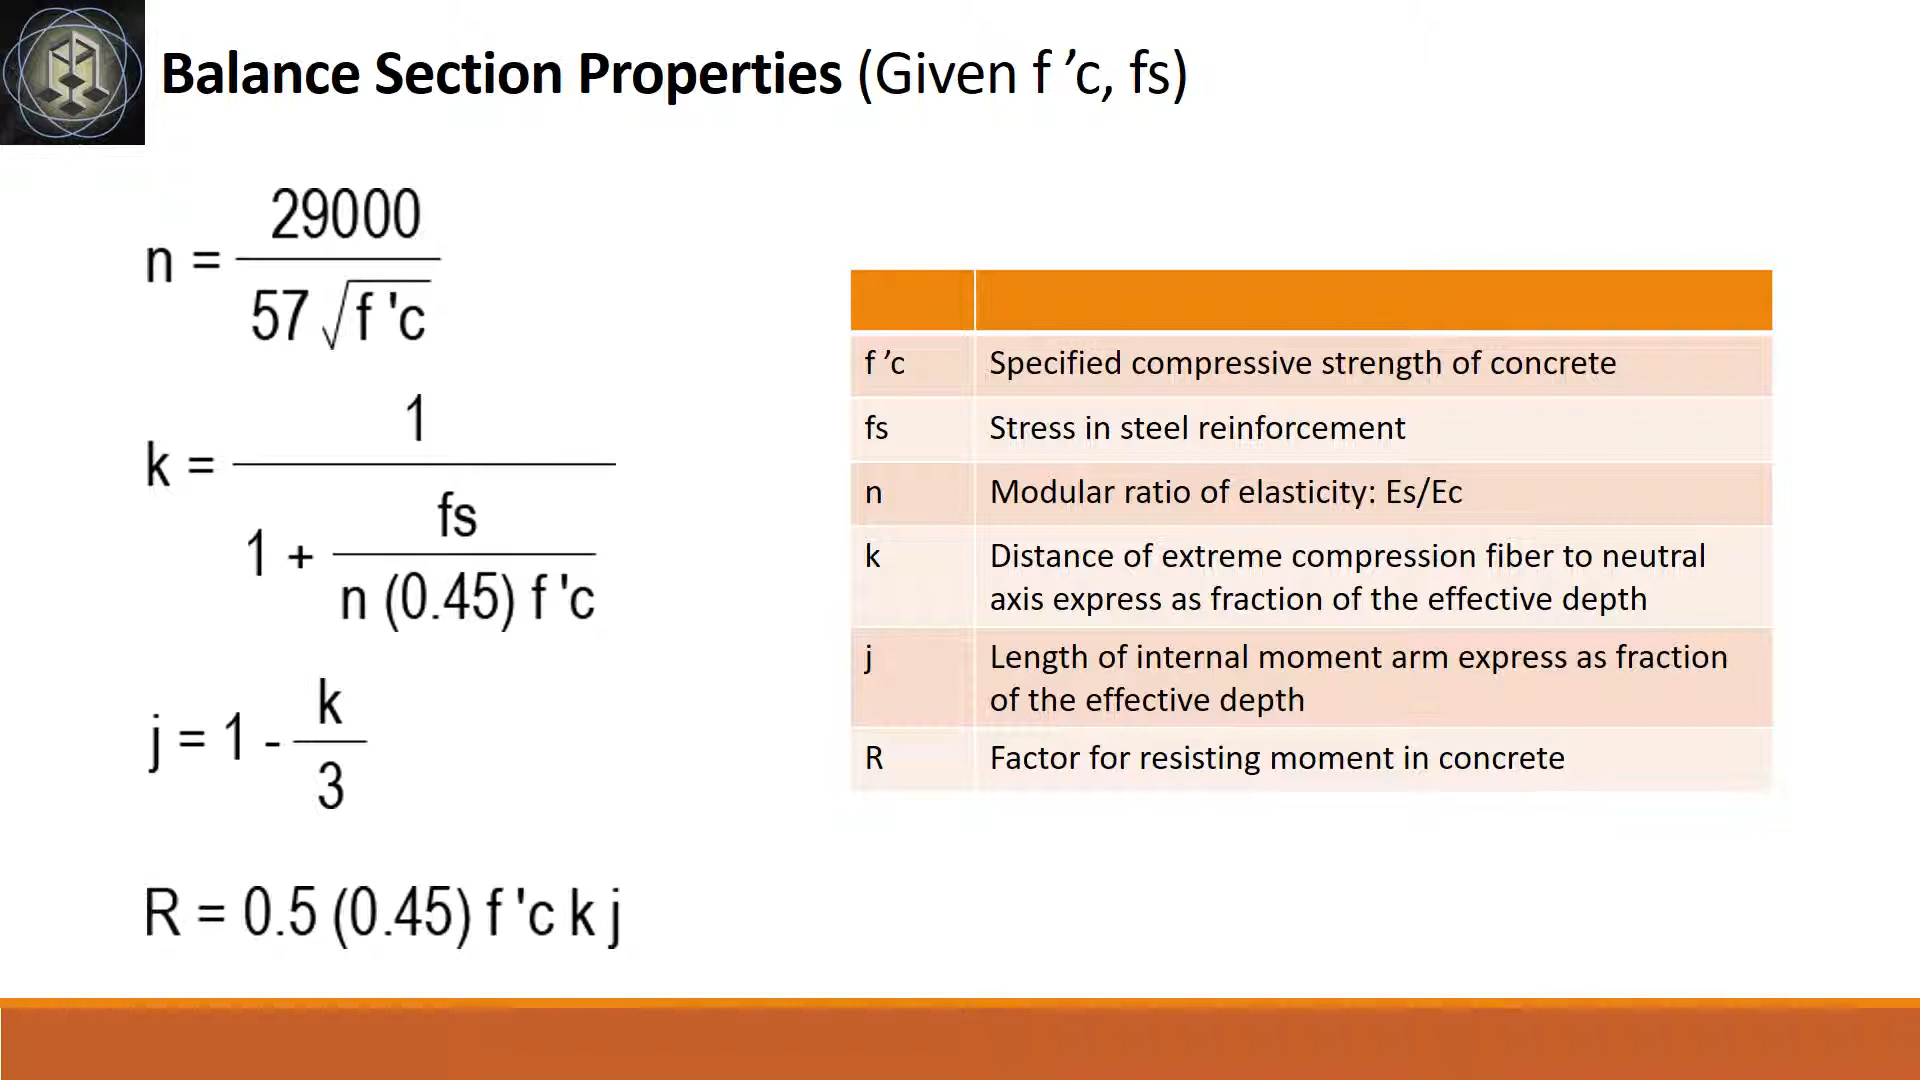 Balance Section Properties (Given f ’c, fs)
n = 29000 / 57 √f 'c
k = 1 / 1 + fs / n (0.45) f 'c
j = 1 - k / 3
R = 0.5 (0.45) f 'c k j
f ’c Specified compressive strength of concrete
fs Stress in steel reinforcement
n Modular ratio of elasticity: Es/Ec
k Distance of extreme compression fiber to neutral
axis express as fraction of the effective depth
j Length of internal moment arm express as fraction
of the effective depth
R Factor for resisting moment in concrete